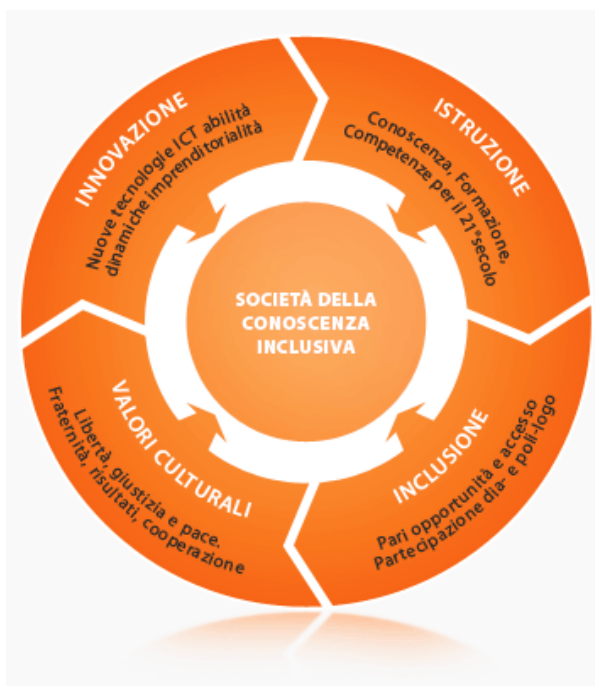 INNOVAZIONE
Nuove tecnologie ICT abilità
dinamiche imprenditorialità
ISTRUZIONE
Conoscenza, Formazione,
Competenze per il 21°secolo
SOCIETÀ DELLA
CONOSCENZA
INCLUSIVA
VALORI CULTURALI
Libertà, giustizia e pace.
Fraternità, risultati, cooperazione
INCLUSIONE
Pari opportunità e accesso
Partecipazione dia- e poli-logo